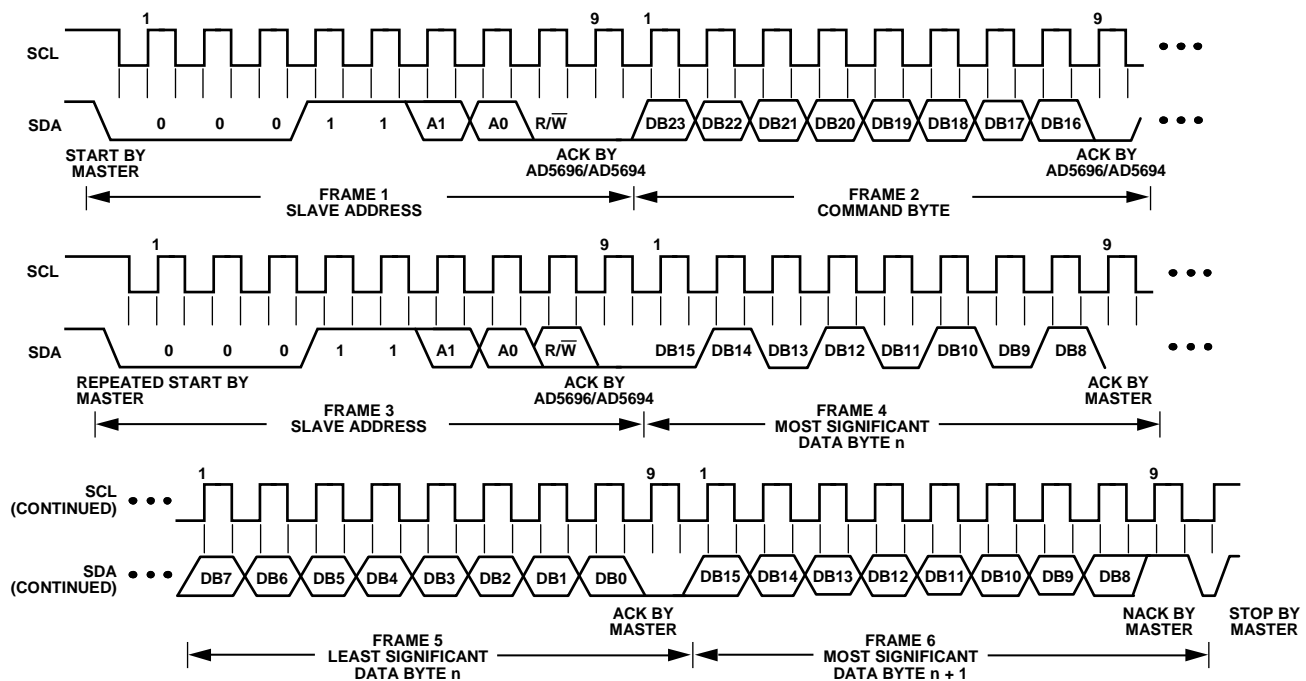 1 9 1 9
SCL
SDA
0 0 0 1 1 A1 A0 R/W̅ DB23 DB22 DB21 DB20 DB19 DB18 DB17 DB16
START BY
MASTER
ACK BY
AD5696/AD5694
ACK BY
AD5696/AD5694
FRAME 1
SLAVE ADDRESS
FRAME 2
COMMAND BYTE
1 9 1 9
SCL
SDA
0 0 0 1 1 A1 A0 R/W̅ DB15 DB14 DB13 DB12 DB11 DB10 DB9 DB8
REPEATED START BY
MASTER
ACK BY
AD5696/AD5694
ACK BY
MASTER
FRAME 3
SLAVE ADDRESS
FRAME 4
MOST SIGNIFICANT
DATA BYTE n
1 9 1 9
SCL
(CONTINUED)
SDA
(CONTINUED)
DB7 DB6 DB5 DB4 DB3 DB2 DB1 DB0 DB15 DB14 DB13 DB12 DB11 DB10 DB9 DB8
ACK BY
MASTER
NACK BY
MASTER
STOP BY
MASTER
FRAME 5
LEAST SIGNIFICANT
DATA BYTE n
FRAME 6
MOST SIGNIFICANT
DATA BYTE n + 1